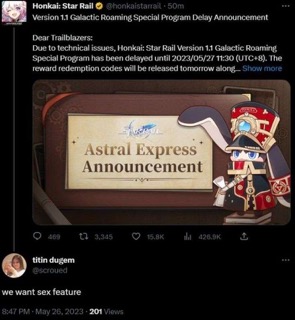 Honkai: Star Rail @honkaistarrail · 50m
Version 1.1 Galactic Roaming Special Program Delay Announcement
Dear Trailblazers:
Due to technical issues, Honkai: Star Rail Version 1.1 Galactic Roaming
Special Program has been delayed until 2023/05/27 11:30 (UTC+8). The
reward redemption codes will be released tomorrow along... Show more
Astral Express
Announcement
469 3,345 15.8K 426.9K
titin dugem
@scroued
we want sex feature
8:47 PM · May 26, 2023 · 201 Views